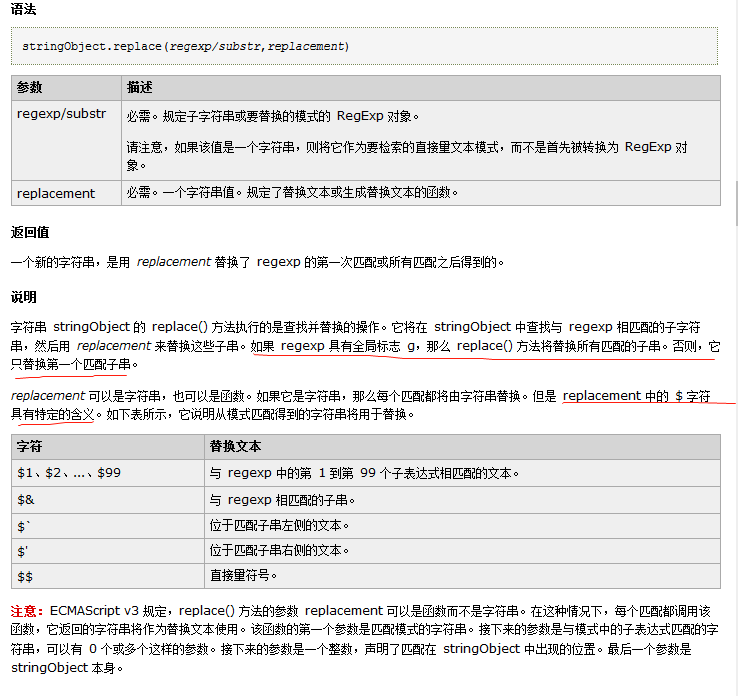 语法
stringObject.replace(regexp/substr,replacement)
参数 描述
regexp/substr 必需。规定子字符串或要替换的模式的 RegExp 对象。
请注意，如果该值是一个字符串，则将它作为要检索的直接量文本模式，而不是首先被转换为 RegExp 对
象。
replacement 必需。一个字符串值。规定了替换文本或生成替换文本的函数。
返回值
一个新的字符串，是用 replacement 替换了 regexp 的第一次匹配或所有匹配之后得到的。
说明
字符串 stringObject 的 replace() 方法执行的是查找并替换的操作。它将在 stringObject 中查找与 regexp 相匹配的子字符
串，然后用 replacement 来替换这些子串。如果 regexp 具有全局标志 g，那么 replace() 方法将替换所有匹配的子串。否则，它
只替换第一个匹配子串。
replacement 可以是字符串，也可以是函数。如果它是字符串，那么每个匹配都将由字符串替换。但是 replacement 中的 $ 字符
具有特定的含义。如下表所示，它说明从模式匹配得到的字符串将用于替换。
字符 替换文本
$1、$2、...、$99 与 regexp 中的第 1 到第 99 个子表达式相匹配的文本。
$& 与 regexp 相匹配的子串。
$` 位于匹配子串左侧的文本。
$' 位于匹配子串右侧的文本。
$$ 直接量符号。
注意：ECMAScript v3 规定，replace() 方法的参数 replacement 可以是函数而不是字符串。在这种情况下，每个匹配都调用该
函数，它返回的字符串将作为替换文本使用。该函数的第一个参数是匹配模式的字符串。接下来的参数是与模式中的子表达式匹配的字
符串，可以有 0 个或多个这样的参数。接下来的参数是一个整数，声明了匹配在 stringObject 中出现的位置。最后一个参数是
stringObject 本身。